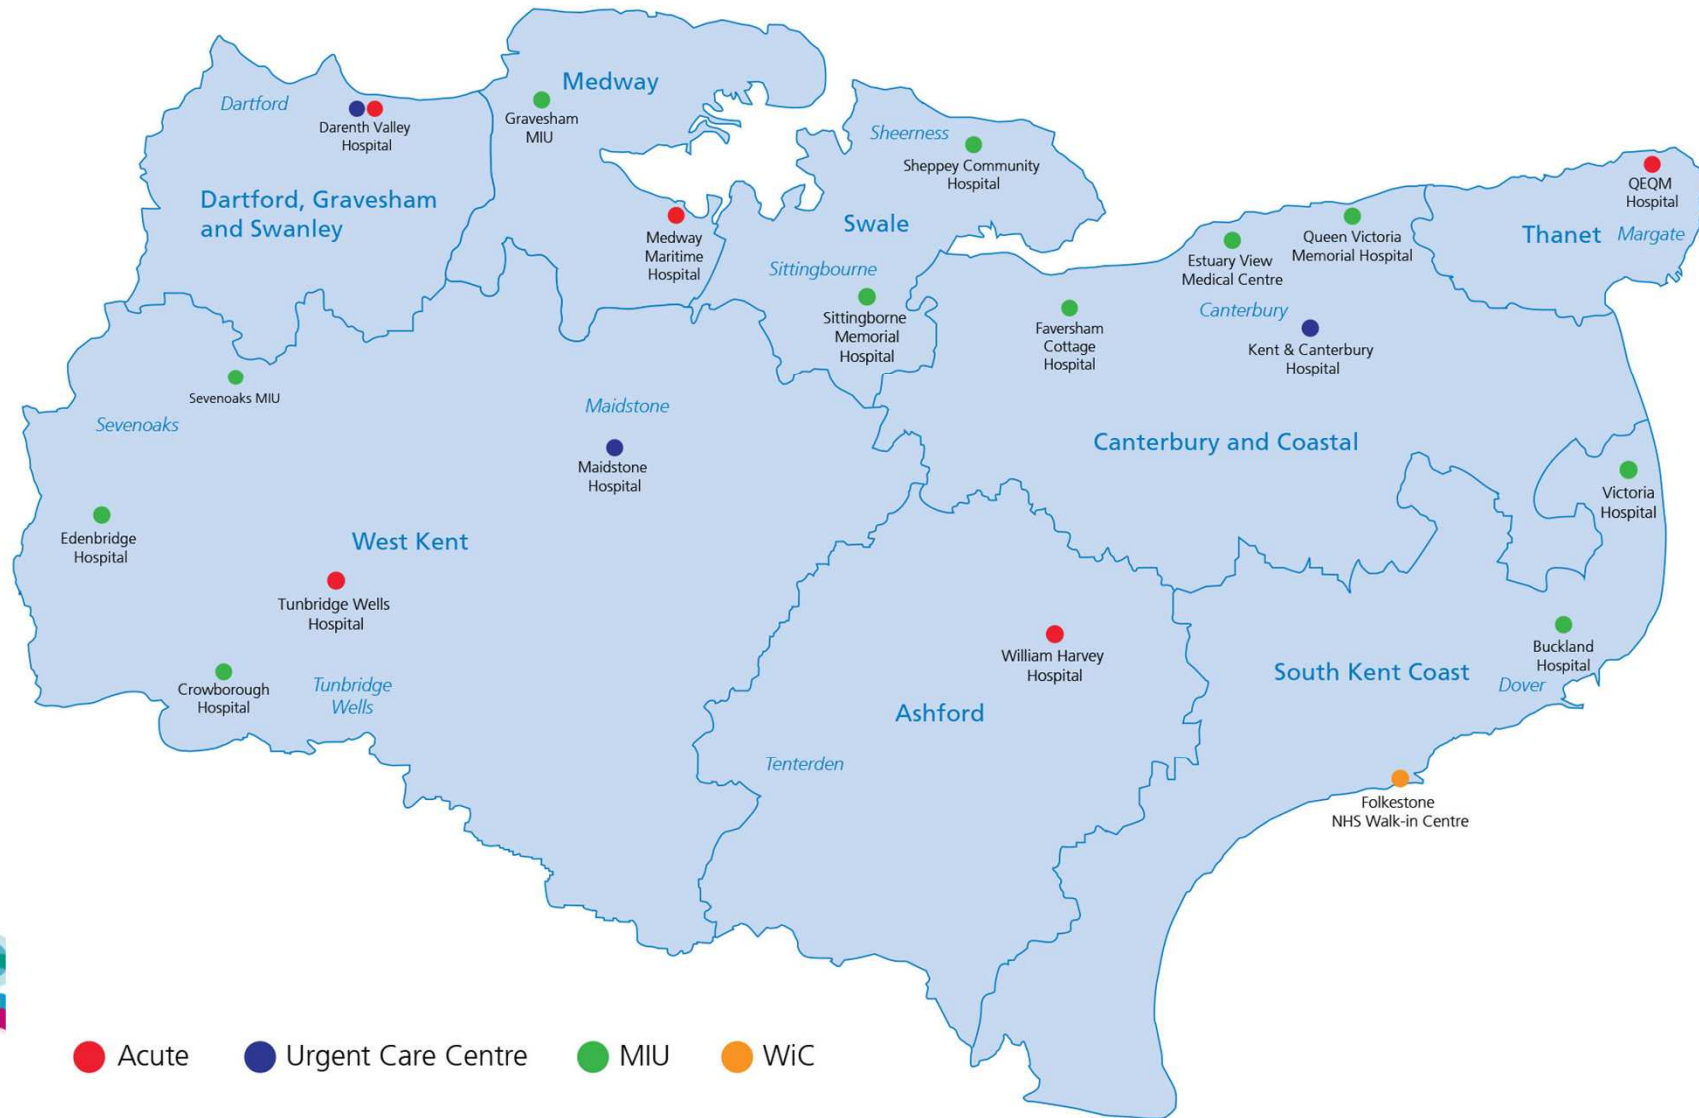 Medway
Dartford
Gravesham
MIU
Darenth Valley
Hospital
Sheerness
Sheppey Community
Hospital
QEQM
Hospital
Dartford, Gravesham
and Swanley
Swale
Thanet
Margate
Medway
Maritime
Hospital
Queen Victoria
Memorial Hospital
Estuary View
Medical Centre
Sittingbourne
Sittingborne
Memorial
Hospital
Faversham
Cottage
Hospital
Canterbury
Kent & Canterbury
Hospital
Sevenoaks MIU
Sevenoaks
Maidstone
Maidstone
Hospital
Canterbury and Coastal
Victoria
Hospital
Edenbridge
Hospital
West Kent
Tunbridge Wells
Hospital
William Harvey
Hospital
Buckland
Hospital
South Kent Coast
Dover
Crowborough
Hospital
Tunbridge
Wells
Ashford
Tenterden
Folkestone
NHS Walk-in Centre
Acute
Urgent Care Centre
MIU
WiC